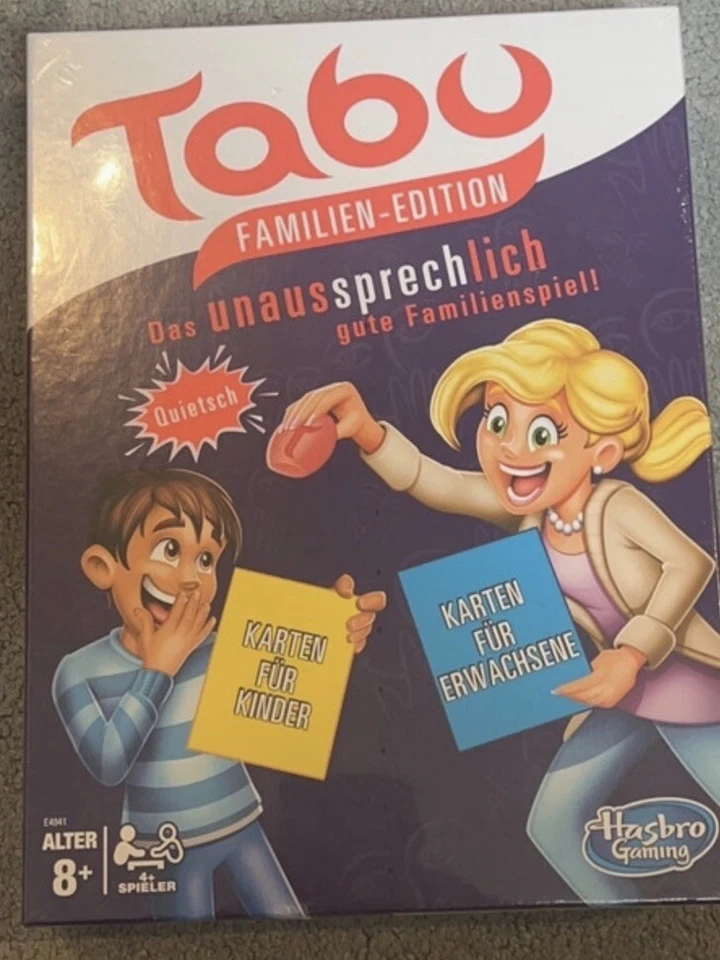 Tabu
FAMILIEN-EDITION
Das unaussprechlich
gute Familienspiel!
Quietsch
KARTEN
FÜR
KINDER
KARTEN
FÜR
ERWACHSENE
E4941
ALTER
8+
4+
SPIELER
Hasbro
Gaming